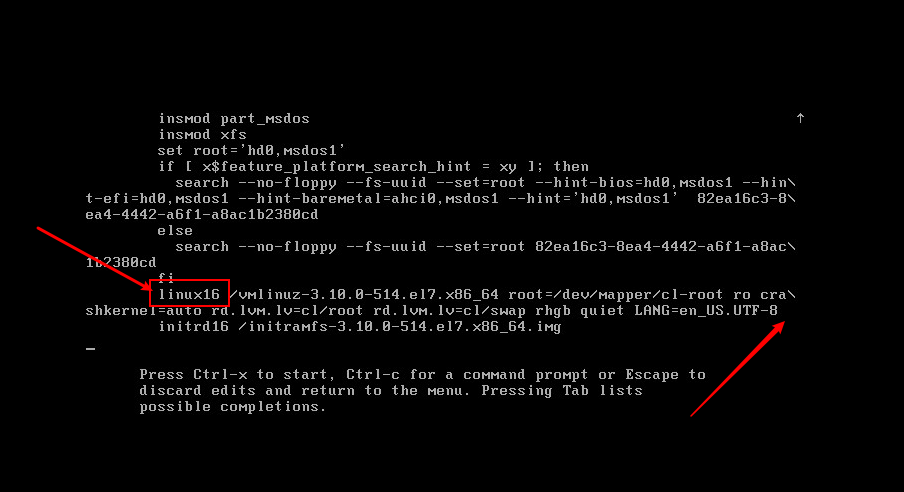 insmod part_msdos ↑
insmod xfs
set root='hd0,msdos1'
if [ x$feature_platform_search_hint = xy ]; then
search --no-floppy --fs-uuid --set=root --hint-bios=hd0,msdos1 --hin\
t-efi=hd0,msdos1 --hint-baremetal=ahci0,msdos1 --hint='hd0,msdos1'  82ea16c3-8\
ea4-4442-a6f1-a8ac1b2380cd
else
search --no-floppy --fs-uuid --set=root 82ea16c3-8ea4-4442-a6f1-a8ac\
1b2380cd
fi
linux16 /vmlinuz-3.10.0-514.el7.x86_64 root=/dev/mapper/cl-root ro cra\
shkernel=auto rd.lvm.lv=cl/root rd.lvm.lv=cl/swap rhgb quiet LANG=en_US.UTF-8
initrd16 /initramfs-3.10.0-514.el7.x86_64.img
_
Press Ctrl-x to start, Ctrl-c for a command prompt or Escape to
discard edits and return to the menu. Pressing Tab lists
possible completions.